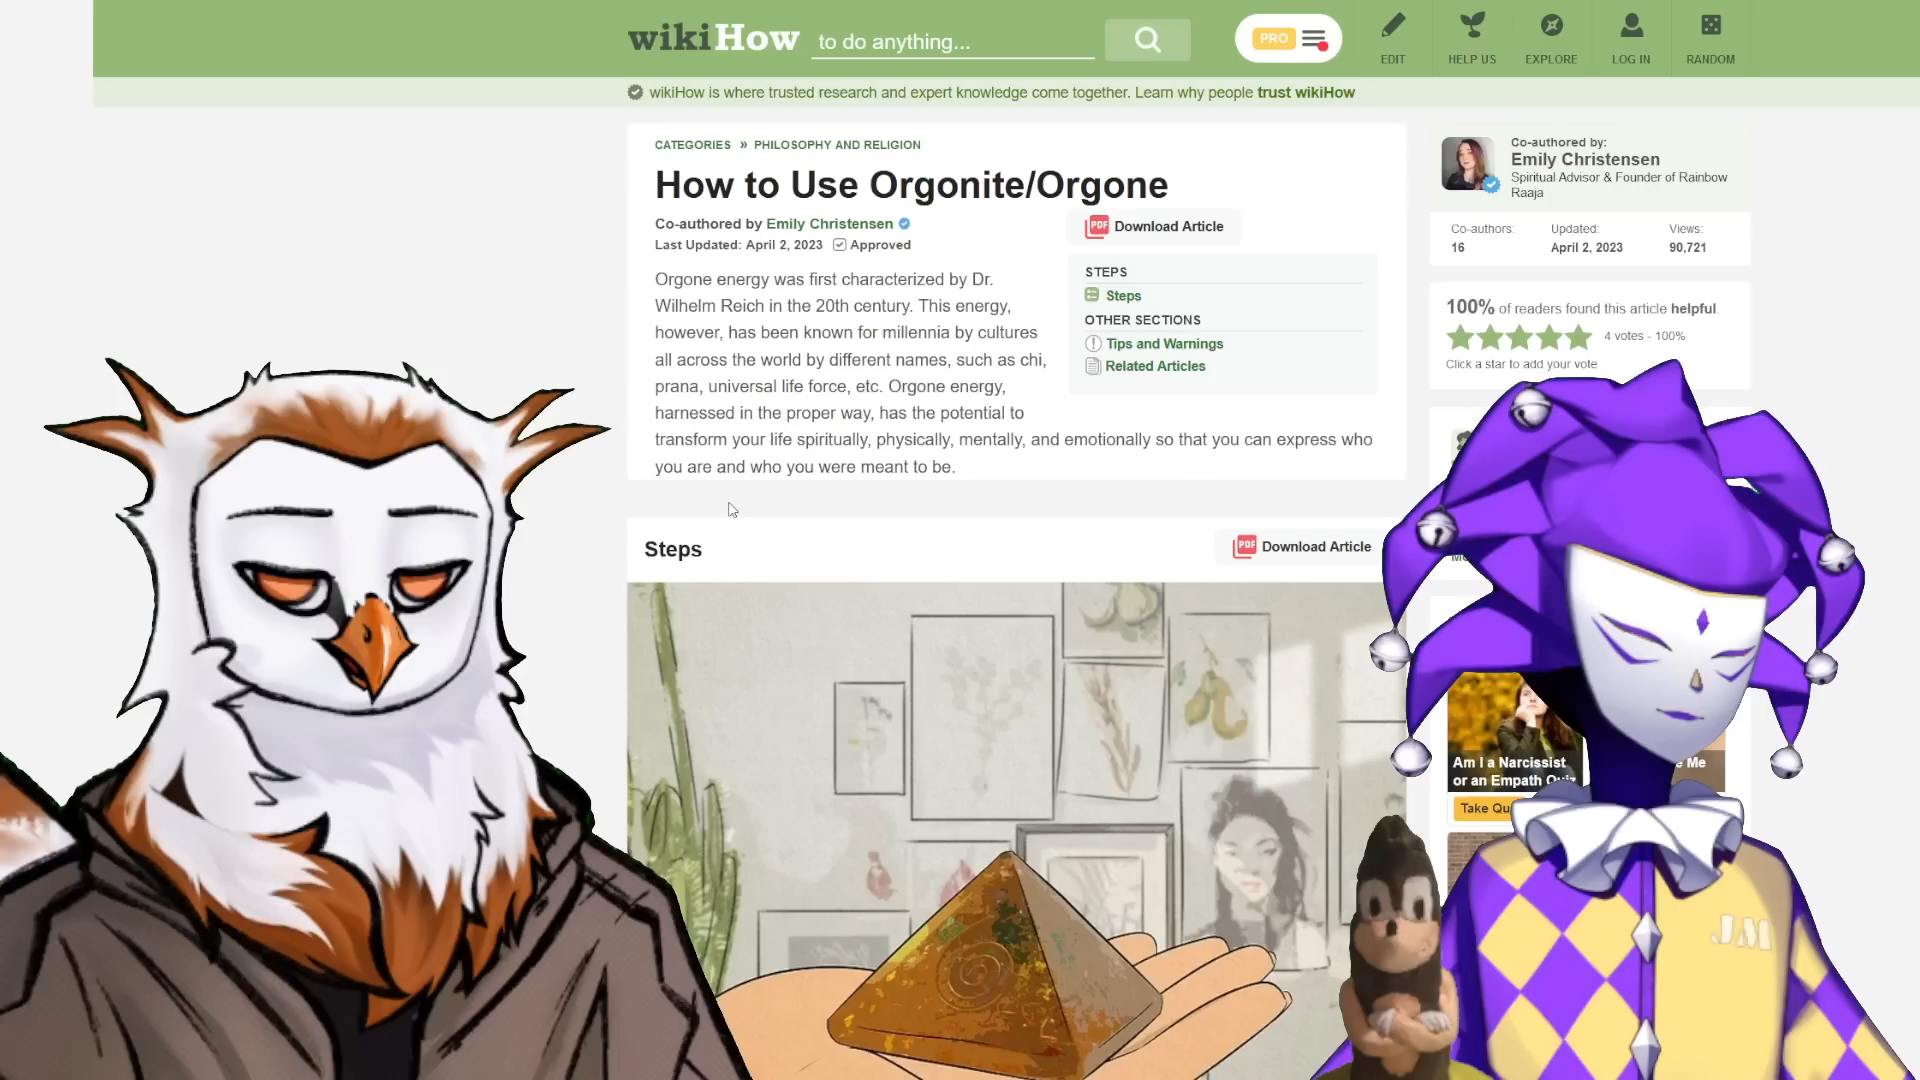 wikiHow to do anything...
PRO
EDIT
HELP US
EXPLORE
LOG IN
RANDOM
wikiHow is where trusted research and expert knowledge come together. Learn why people trust wikiHow
CATEGORIES » PHILOSOPHY AND RELIGION
How to Use Orgonite/Orgone
Co-authored by Emily Christensen
Last Updated: April 2, 2023 Approved
PDF Download Article
Orgone energy was first characterized by Dr.
Wilhelm Reich in the 20th century. This energy,
however, has been known for millennia by cultures
all across the world by different names, such as chi,
prana, universal life force, etc. Orgone energy,
harnessed in the proper way, has the potential to
transform your life spiritually, physically, mentally, and emotionally so that you can express who
you are and who you were meant to be.
STEPS
Steps
OTHER SECTIONS
Tips and Warnings
Related Articles
Steps
PDF Download Article
Co-authored by:
Emily Christensen
Spiritual Advisor & Founder of Rainbow
Raaja
Co-authors: 16
Updated: April 2, 2023
Views: 90,721
100% of readers found this article helpful.
4 votes - 100%
Click a star to add your vote
Am I a Narcissist
or an Empath
Take
Me
JM